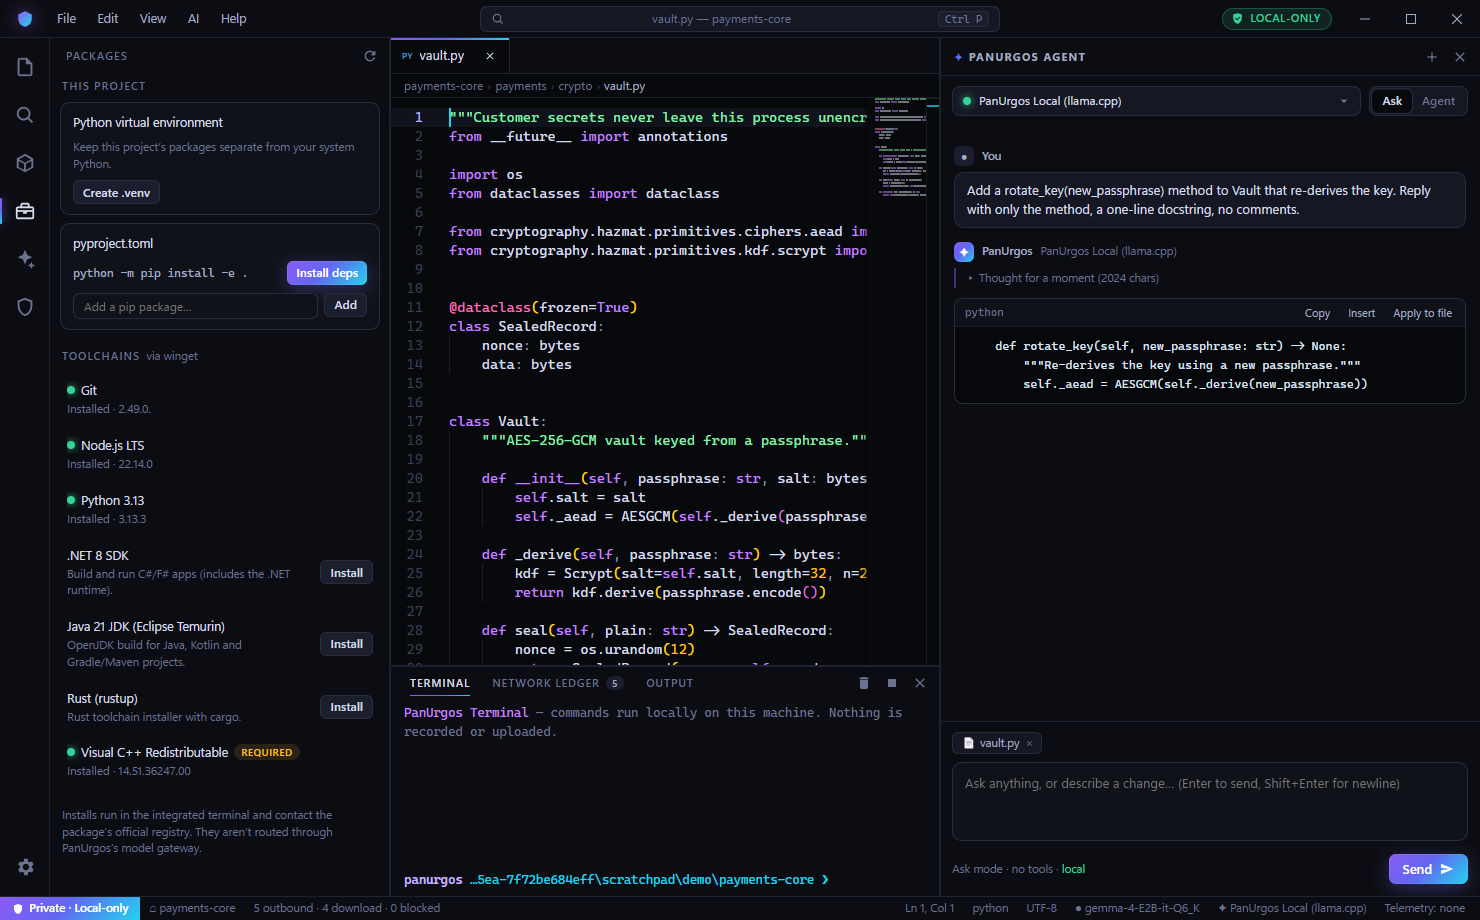 File Edit View AI Help
vault.py — payments-core
Ctrl P
LOCAL-ONLY
PACKAGES
THIS PROJECT
Python virtual environment
Keep this project's packages separate from your system
Python.
Create .venv
pyproject.toml
python -m pip install -e .
Install deps
Add a pip package...
Add
TOOLCHAINS via winget
Git
Installed · 2.49.0.
Node.js LTS
Installed · 22.14.0
Python 3.13
Installed · 3.13.3
.NET 8 SDK
Build and run C#/F# apps (includes the .NET
runtime).
Install
Java 21 JDK (Eclipse Temurin)
OpenJDK build for Java, Kotlin and
Gradle/Maven projects.
Install
Rust (rustup)
Rust toolchain installer with cargo.
Install
Visual C++ Redistributable REQUIRED
Installed · 14.51.36247.00
Installs run in the integrated terminal and contact the
package's official registry. They aren't routed through
PanUrgos's model gateway.
PY vault.py ×
payments-core › payments › crypto › vault.py
1 """Customer secrets never leave this process unencr
2 from __future__ import annotations
3
4 import os
5 from dataclasses import dataclass
6
7 from cryptography.hazmat.primitives.ciphers.aead im
8 from cryptography.hazmat.primitives.kdf.scrypt impo
9
10
11 @dataclass(frozen=True)
12 class SealedRecord:
13 nonce: bytes
14 data: bytes
15
16
17 class Vault:
18 """AES-256-GCM vault keyed from a passphrase.""
19
20 def __init__(self, passphrase: str, salt: bytes
21 self.salt = salt
22 self._aead = AESGCM(self._derive(passphrase
23
24 def _derive(self, passphrase: str) -> bytes:
25 kdf = Scrypt(salt=self.salt, length=32, n=2
26 return kdf.derive(passphrase.encode())
27
28 def seal(self, plain: str) -> SealedRecord:
29 nonce = os.urandom(12)
TERMINAL NETWORK LEDGER 5 OUTPUT
PanUrgos Terminal — commands run locally on this machine. Nothing is
recorded or uploaded.
panurgos …5ea-7f72be684eff\scratchpad\demo\payments-core ❯
PANURGOS AGENT
PanUrgos Local (llama.cpp)
Ask Agent
You
Add a rotate_key(new_passphrase) method to Vault that re-derives the key. Reply
with only the method, a one-line docstring, no comments.
PanUrgos PanUrgos Local (llama.cpp)
Thought for a moment (2024 chars)
python Copy Insert Apply to file
def rotate_key(self, new_passphrase: str) -> None:
"""Re-derives the key using a new passphrase."""
self._aead = AESGCM(self._derive(new_passphrase))
vault.py ×
Ask anything, or describe a change... (Enter to send, Shift+Enter for newline)
Ask mode · no tools · local
Send
Private · Local-only
payments-core
5 outbound · 4 download · 0 blocked
Ln 1, Col 1
python
UTF-8
gemma-4-E2B-it-Q6_K
PanUrgos Local (llama.cpp)
Telemetry: none